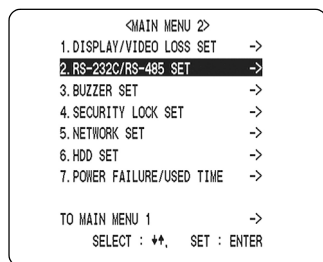 <MAIN MENU 2>
1. DISPLAY/VIDEO LOSS SET ->
2. RS-232C/RS-485 SET ->
3. BUZZER SET ->
4. SECURITY LOCK SET ->
5. NETWORK SET ->
6. HDD SET ->
7. POWER FAILURE/USED TIME ->
TO MAIN MENU 1 ->
SELECT : ↓↑, SET : ENTER